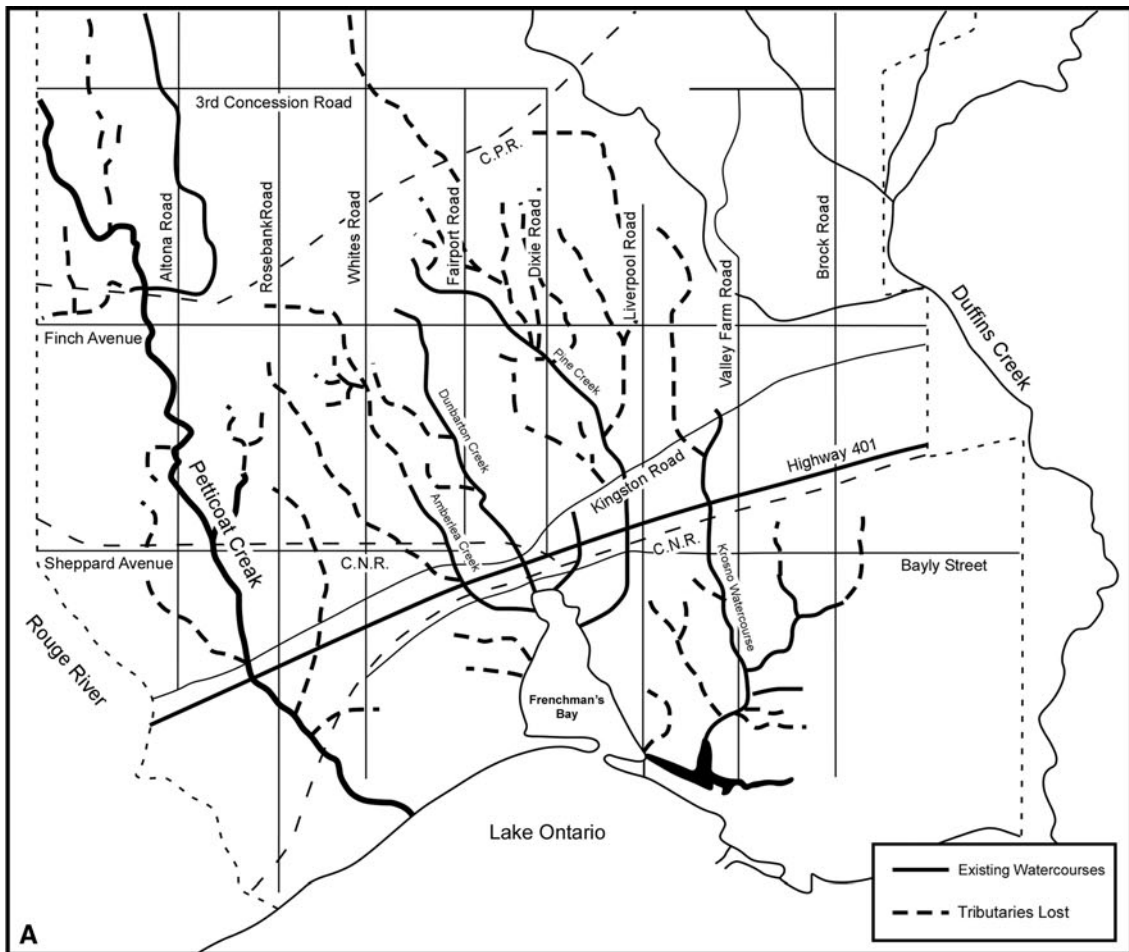 3rd Concession Road
C.P.R.
Altona Road
RosebankRoad
Whites Road
Fairport Road
Dixie Road
Liverpool Road
Valley Farm Road
Brock Road
Duffins Creek
Finch Avenue
Pine Creek
Dunbarton Creek
Amberlea Creek
Petticoat Creak
Kingston Road
Highway 401
Sheppard Avenue
C.N.R.
C.N.R.
Krosno Watercourse
Bayly Street
Rouge River
Frenchman's
Bay
Lake Ontario
Existing Watercourses
Tributaries Lost
A